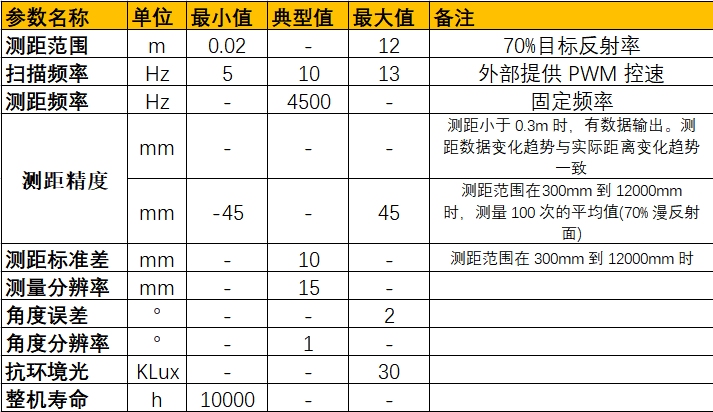 参数名称 单位 最小值 典型值 最大值 备注
测距范围 m 0.02 - 12 70%目标反射率
扫描频率 Hz 5 10 13 外部提供 PWM 控速
测距频率 Hz - 4500 - 固定频率
测距精度 mm - - - 测距小于 0.3m 时，有数据输出。测
距数据变化趋势与实际距离变化趋势
一致
mm -45 - 45 测距范围在300mm 到 12000mm
时，测量 100 次的平均值(70% 漫反射
面)
测距标准差 mm - 10 - 测距范围在 300mm 到 12000mm 时
测量分辨率 mm - 15 -
角度误差 ° - - 2
角度分辨率 ° - 1 -
抗环境光 KLux - - 30
整机寿命 h 10000 - -